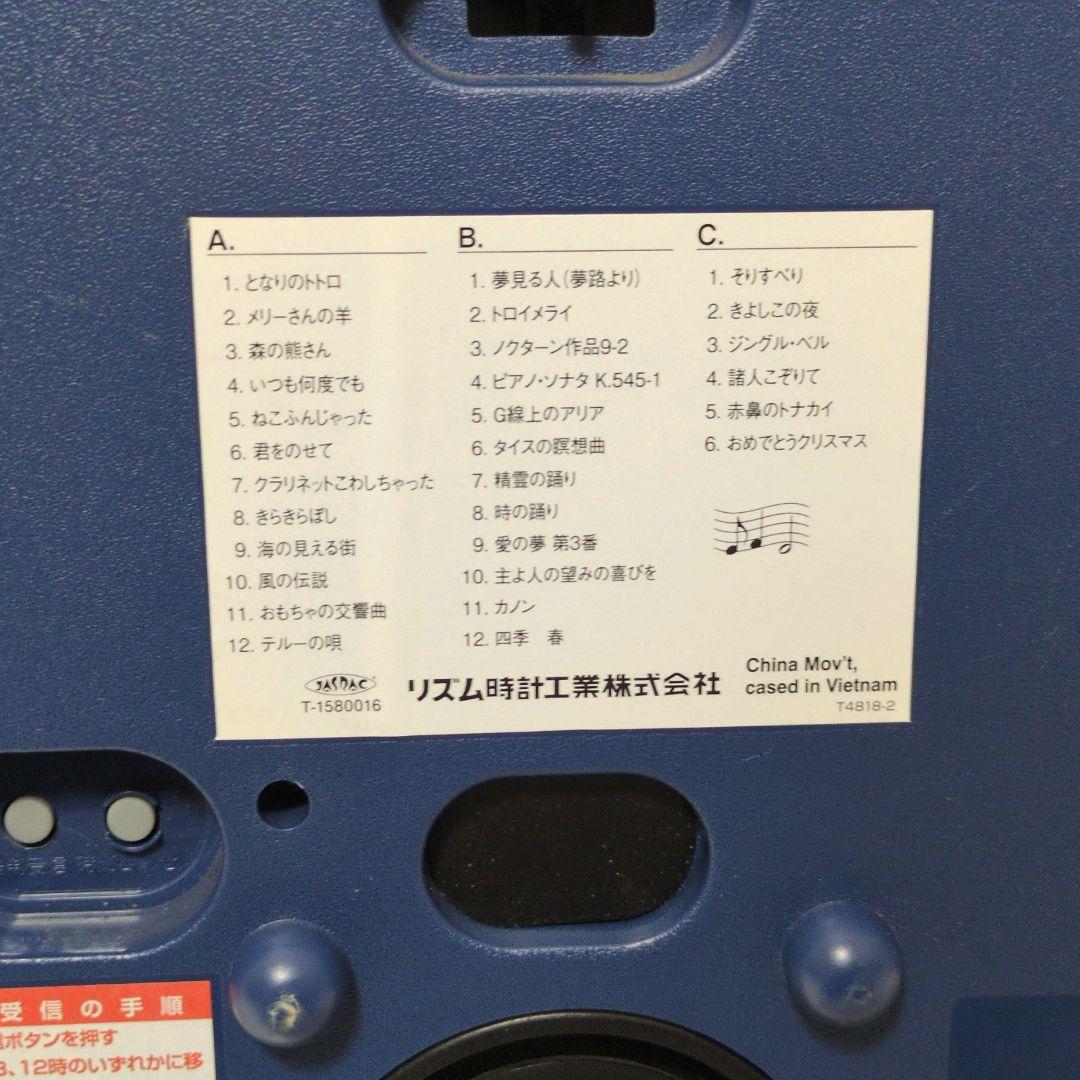 A.
1. となりのトトロ
2. メリーさんの羊
3. 森の熊さん
4. いつも何度でも
5. ねこふんじゃった
6. 君をのせて
7. クラリネットこわしちゃった
8. きらきらぼし
9. 海の見える街
10. 風の伝説
11. おもちゃの交響曲
12. テルーの唄
B.
1. 夢見る人(夢路より)
2. トロイメライ
3. ノクターン作品9-2
4. ピアノ・ソナタ K.545-1
5. G線上のアリア
6. タイスの瞑想曲
7. 精霊の踊り
8. 時の踊り
9. 愛の夢 第3番
10. 主よ人の望みの喜びを
11. カノン
12. 四季　春
C.
1. そりすべり
2. きよしこの夜
3. ジングル・ベル
4. 諸人こぞりて
5. 赤鼻のトナカイ
6. おめでとうクリスマス
JASRAC
T-1580016
リズム時計工業株式会社
China Mov't,
cased in Vietnam
T4818-2
受信の手順
ボタンを押す
3、12時のいずれかに移